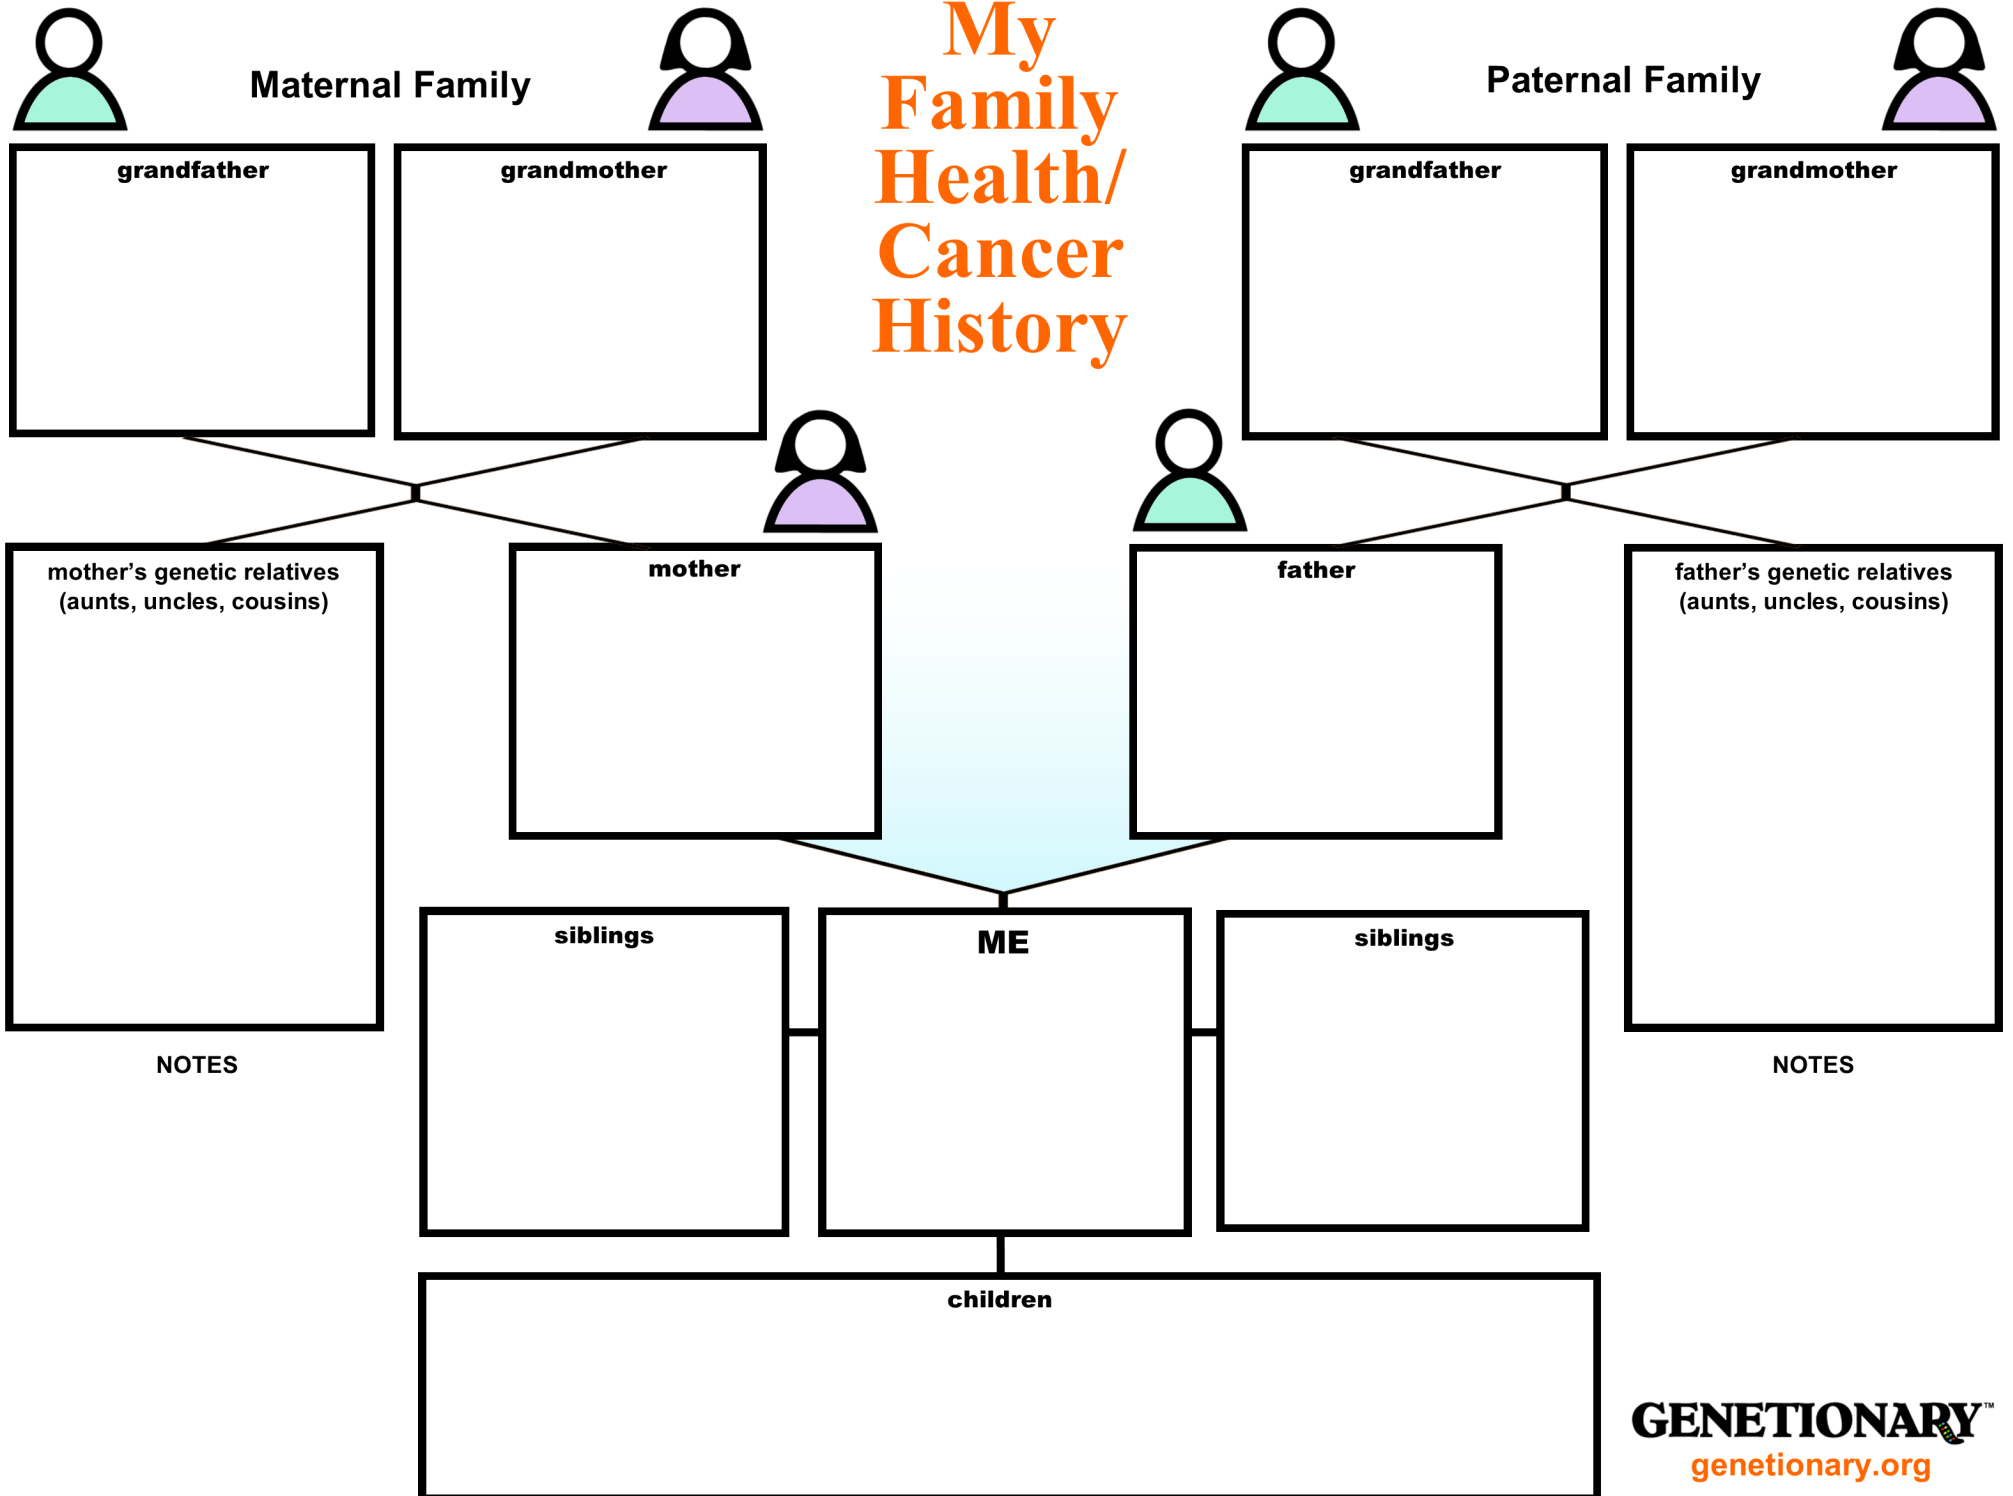 My
Family
Health/
Cancer
History
Maternal Family
Paternal Family
grandfather
grandmother
grandfather
grandmother
mother's genetic relatives
(aunts, uncles, cousins)
mother
father
father's genetic relatives
(aunts, uncles, cousins)
siblings
ME
siblings
NOTES
NOTES
children
GENETIONARY™
genetionary.org